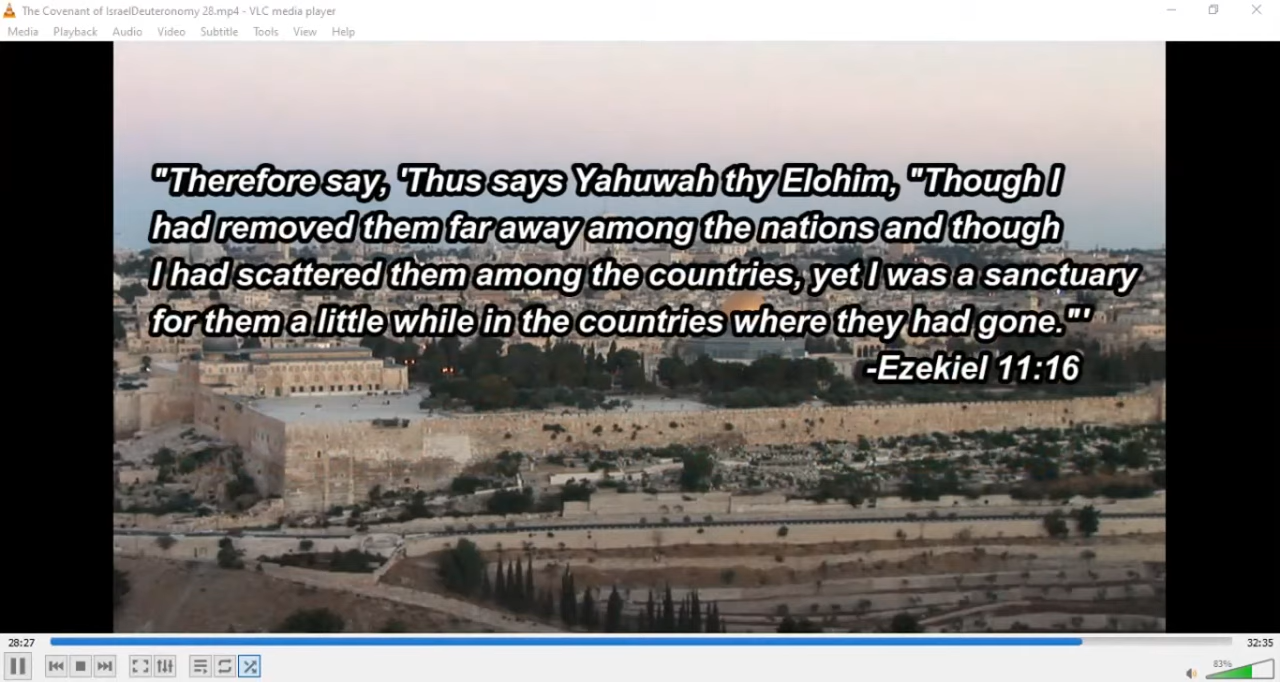 The Covenant of IsraelDeuteronomy 28.mp4 - VLC media player
Media Playback Audio Video Subtitle Tools View Help
"Therefore say, 'Thus says Yahuwah thy Elohim, "Though I
had removed them far away among the nations and though
I had scattered them among the countries, yet I was a sanctuary
for them a little while in the countries where they had gone."'
-Ezekiel 11:16
28:27
32:35
83%